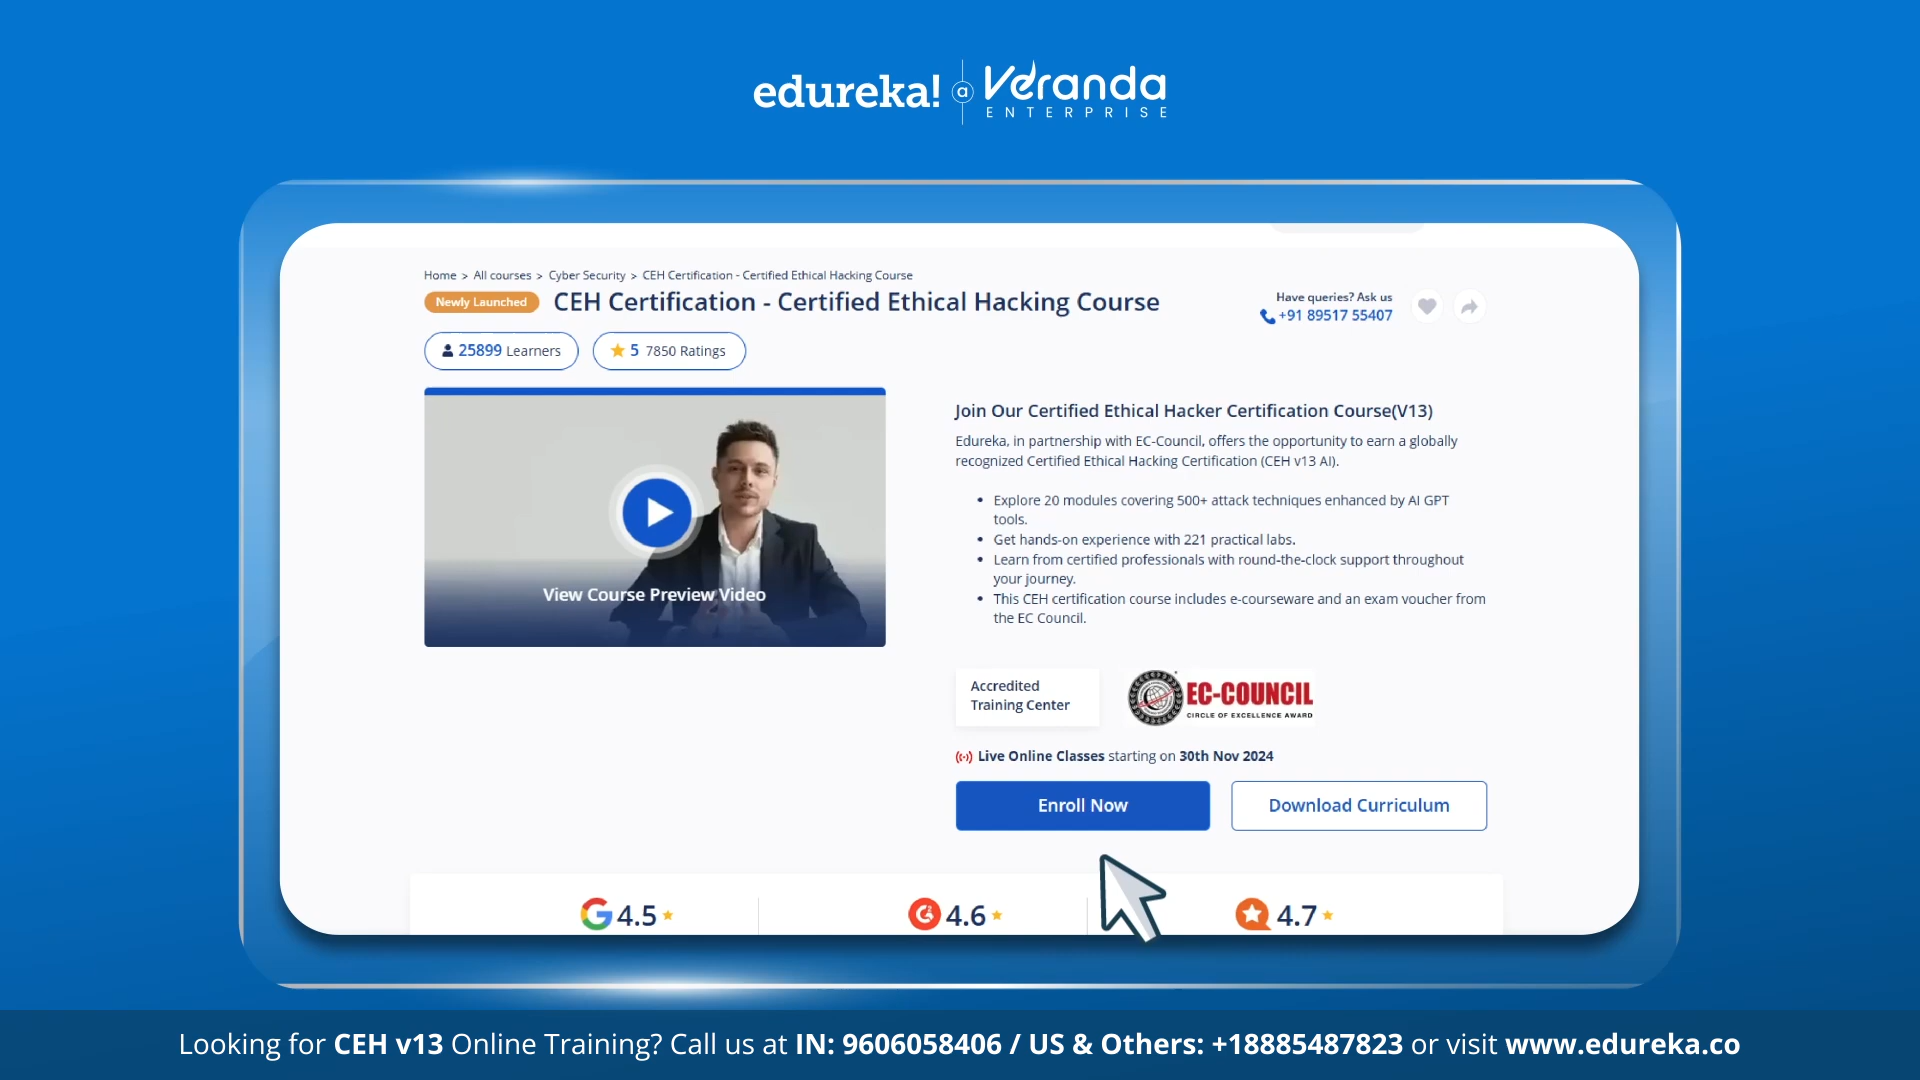 edureka! a Veranda
ENTERPRISE
Home > All courses > Cyber Security > CEH Certification - Certified Ethical Hacking Course
Newly Launched CEH Certification - Certified Ethical Hacking Course
Have queries? Ask us
+91 89517 55407
25899 Learners
5 7850 Ratings
View Course Preview Video
Join Our Certified Ethical Hacker Certification Course(V13)
Edureka, in partnership with EC-Council, offers the opportunity to earn a globally
recognized Certified Ethical Hacking Certification (CEH v13 AI).
• Explore 20 modules covering 500+ attack techniques enhanced by AI GPT
tools.
• Get hands-on experience with 221 practical labs.
• Learn from certified professionals with round-the-clock support throughout
your journey.
• This CEH certification course includes e-courseware and an exam voucher from
the EC Council.
Accredited
Training Center
EC-COUNCIL
CIRCLE OF EXCELLENCE AWARD
Live Online Classes starting on 30th Nov 2024
Enroll Now
Download Curriculum
4.5
4.6
4.7
Looking for CEH v13 Online Training? Call us at IN: 9606058406 / US & Others: +18885487823 or visit www.edureka.co